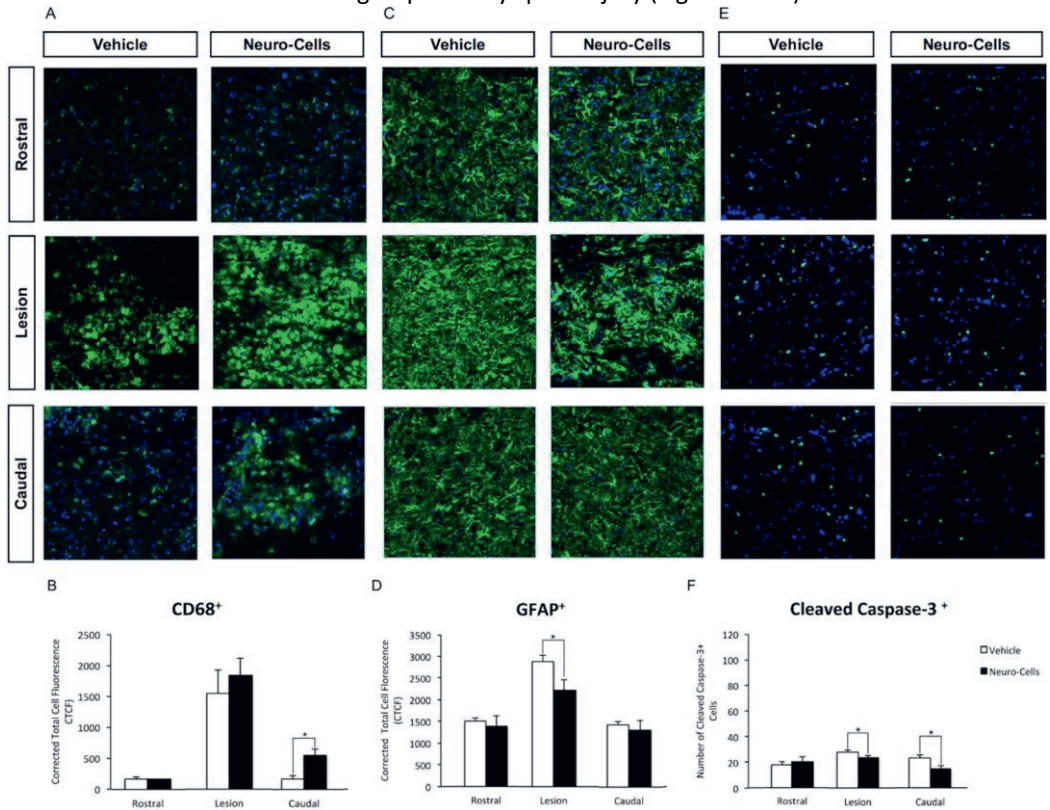 A
C
E
Vehicle
Neuro-Cells
Vehicle
Neuro-Cells
Vehicle
Neuro-Cells
Rostral
Lesion
Caudal
B
CD68⁺
Corrected Total Cell Fluorescence
CTCF)
2500
2000
1500
1000
500
0
*
Rostral
Lesion
Caudal
D
GFAP⁺
Corrected Total Cell Florescence
(CTCF)
3500
3000
2500
2000
1500
1000
500
0
*
Rostral
Lesion
Caudal
F
Cleaved Caspase-3 ⁺
Number of Cleaved Caspase-3+
Cells
120
100
80
60
40
20
0
*
*
Rostral
Lesion
Caudal
Vehicle
Neuro-Cells